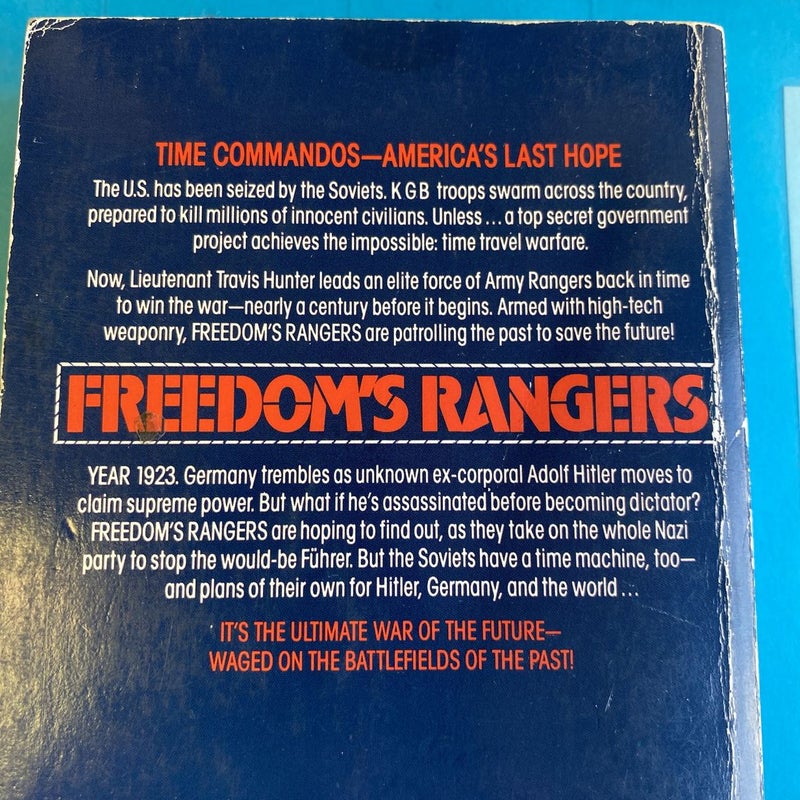 TIME COMMANDOS—AMERICA'S LAST HOPE
The U.S. has been seized by the Soviets. KGB troops swarm across the country,
prepared to kill millions of innocent civilians. Unless...a top secret government
project achieves the impossible: time travel warfare.
Now, Lieutenant Travis Hunter leads an elite force of Army Rangers back in time
to win the war—nearly a century before it begins. Armed with high-tech
weaponry, FREEDOM'S RANGERS are patrolling the past to save the future!
FREEDOM'S RANGERS
YEAR 1923. Germany trembles as unknown ex-corporal Adolf Hitler moves to
claim supreme power. But what if he's assassinated before becoming dictator?
FREEDOM'S RANGERS are hoping to find out, as they take on the whole Nazi
party to stop the would-be Führer. But the Soviets have a time machine, too—
and plans of their own for Hitler, Germany, and the world...
IT'S THE ULTIMATE WAR OF THE FUTURE—
WAGED ON THE BATTLEFIELDS OF THE PAST!